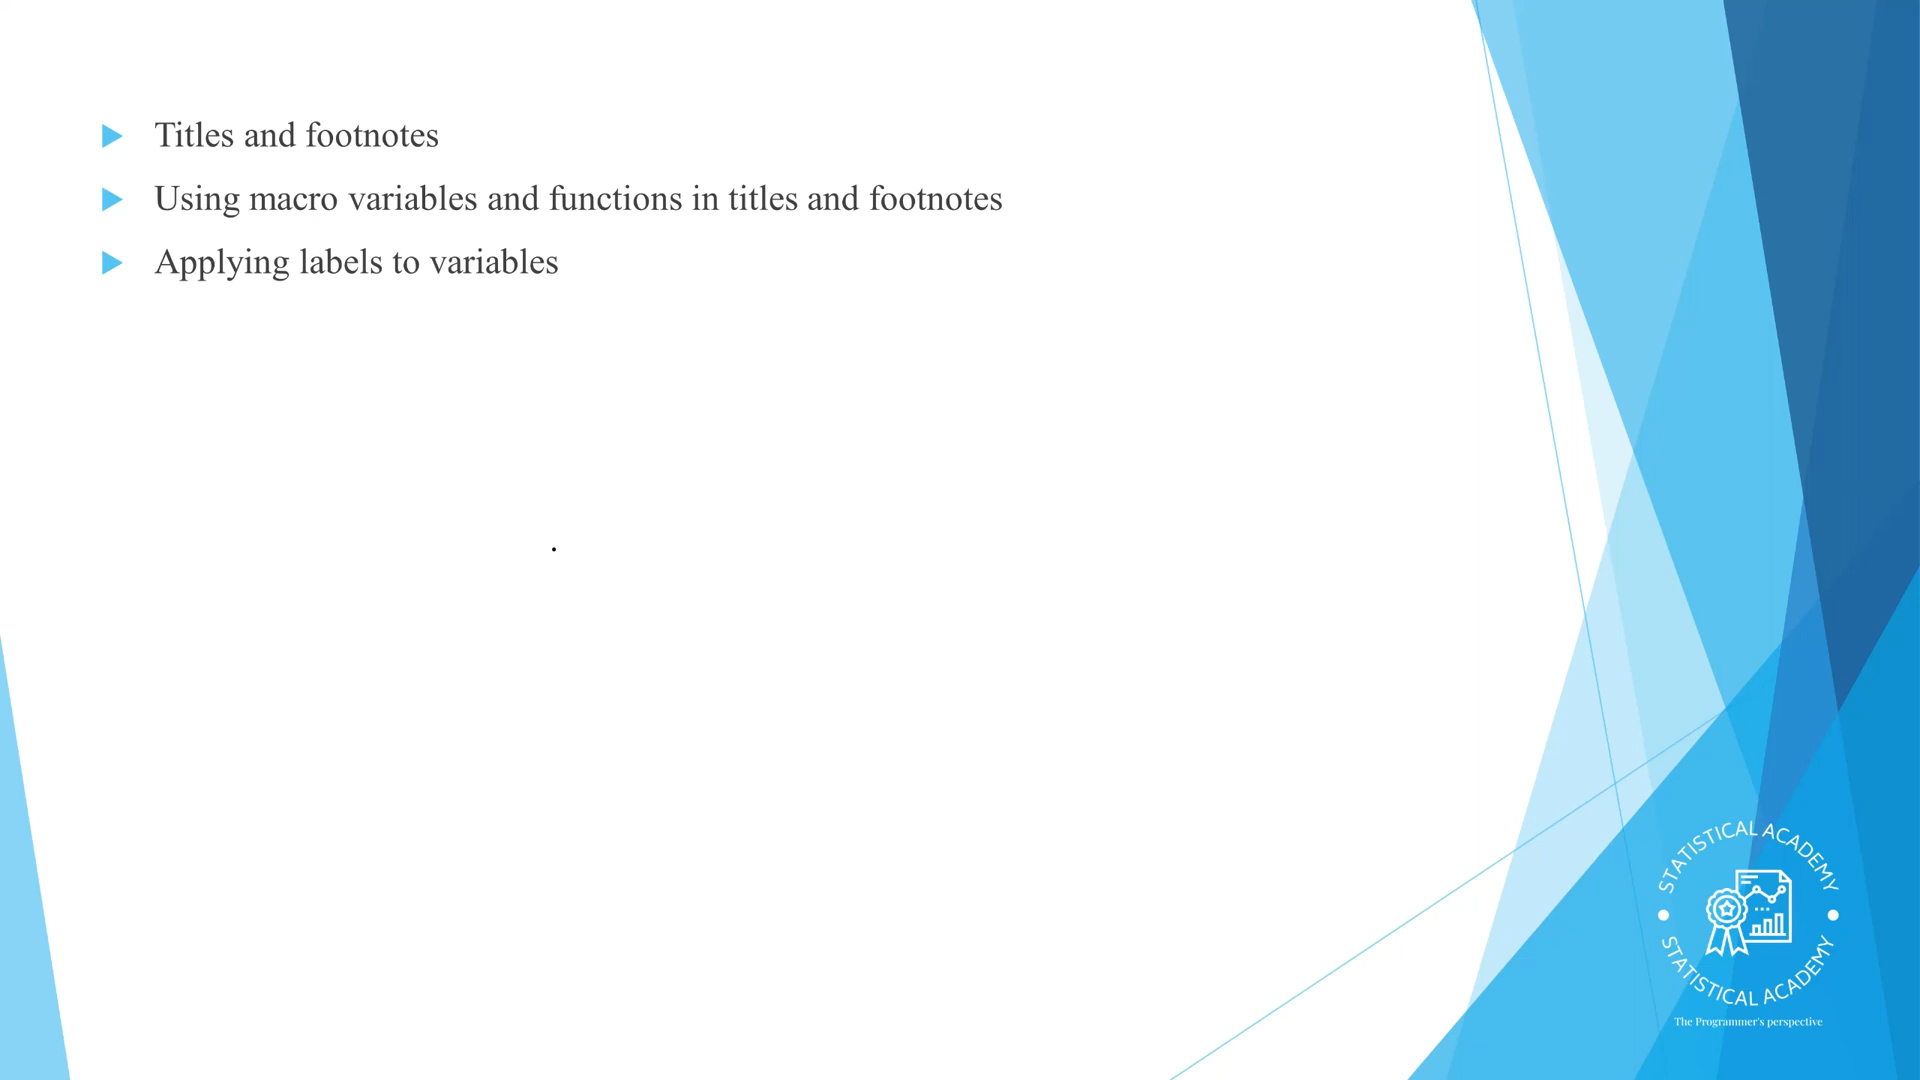 Titles and footnotes
Using macro variables and functions in titles and footnotes
Applying labels to variables
.
STATISTICAL ACADEMY
STATISTICAL ACADEMY
The Programmer's perspective